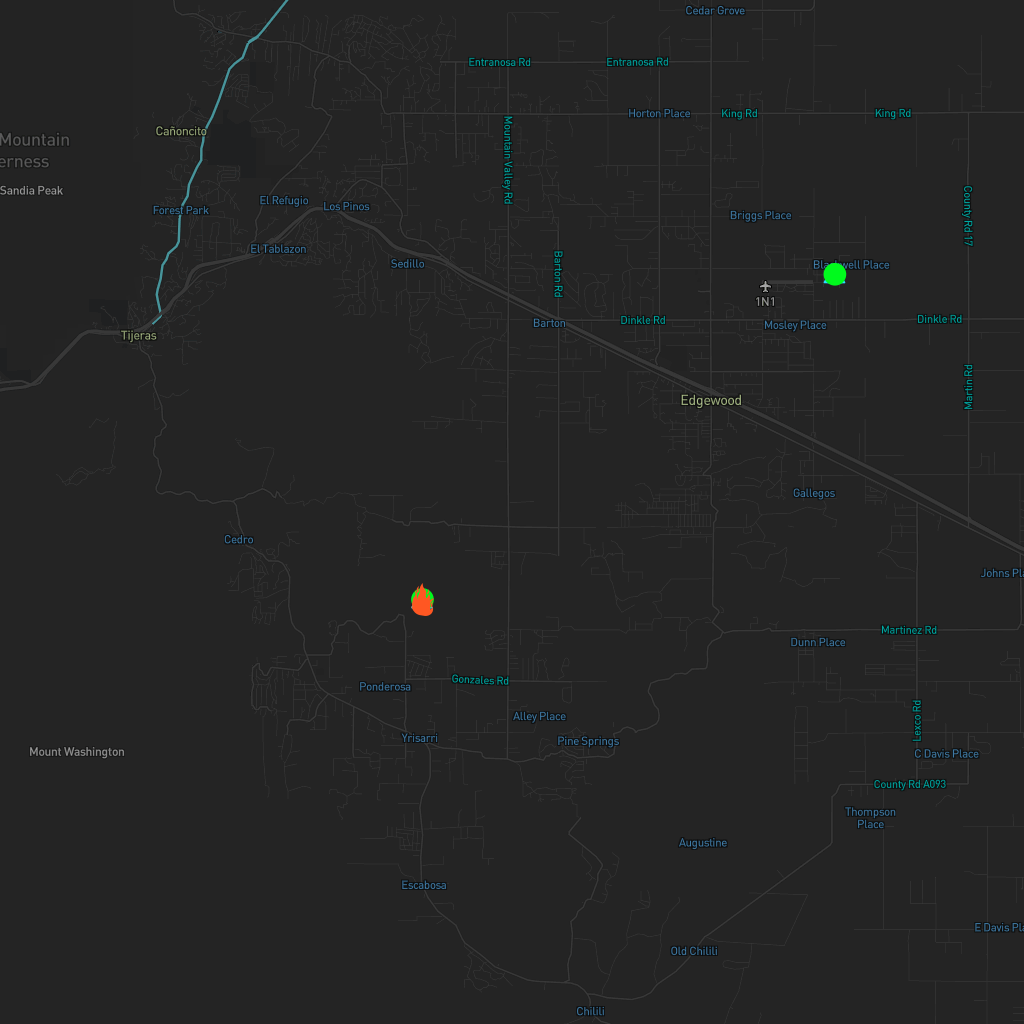 Cedar Grove
Entranosa Rd
Entranosa Rd
Horton Place
King Rd
King Rd
Cañoncito
Mountain
erness
Sandia Peak
Mountain Valley Rd
El Refugio
Los Pinos
Forest Park
Briggs Place
County Rd 17
El Tablazon
Sedillo
Barton Rd
Place
1N1
Barton
Dinkle Rd
Mosley Place
Dinkle Rd
Tijeras
Martin Rd
Edgewood
Gallegos
Cedro
Johns Pla
Martinez Rd
Dunn Place
Gonzales Rd
Ponderosa
Alley Place
Lexco Rd
Yrisarri
Pine Springs
Mount Washington
C Davis Place
County Rd A093
Thompson
Place
Augustine
Escabosa
E Davis Pla
Old Chilili
Chilili